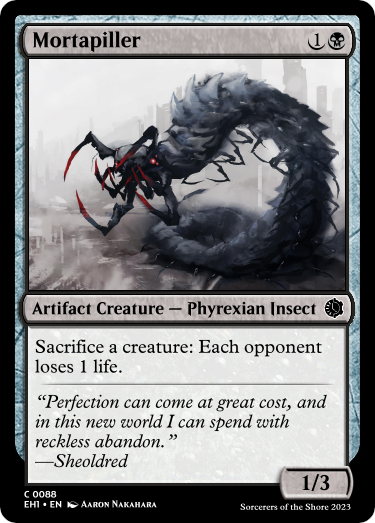 Mortapiller 1
Artifact Creature — Phyrexian Insect
Sacrifice a creature: Each opponent
loses 1 life.
“Perfection can come at great cost, and
in this new world I can spend with
reckless abandon.”
—Sheoldred
1/3
C 0088
EH1 • EN Aaron Nakahara
Sorcerers of the Shore 2023